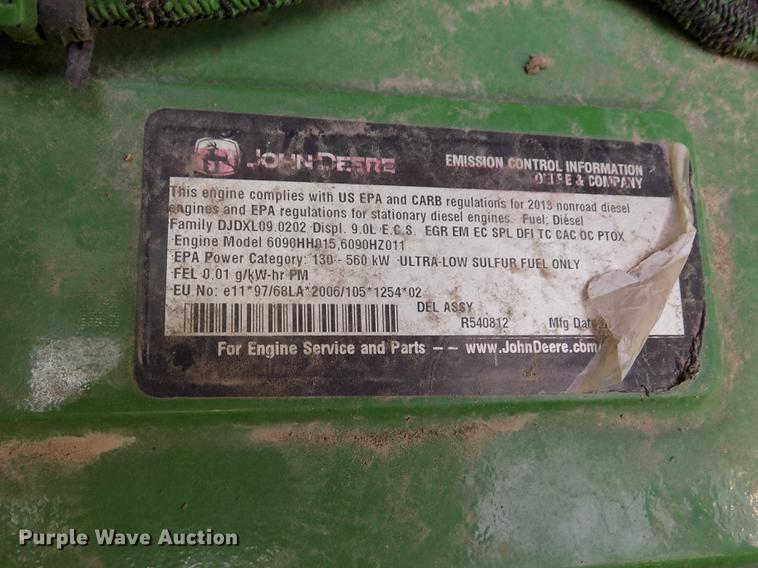 JOHN DEERE
EMISSION CONTROL INFORMATION
& COMPANY
This engine complies with US EPA and CARB regulations for 2013 nonroad diesel
engines and EPA regulations for stationary diesel engines. Fuel: Diesel
Family DJDXL09.0202 Displ. 9.0L E.C.S. EGR EM EC SPL DFI TC CAC OC PTOX
Engine Model 6090HH015,6090HZ011
EPA Power Category: 130-- 560 kW ULTRA-LOW SULFUR FUEL ONLY
FEL 0.01 g/kW-hr PM
EU No: e11*97/68LA*2006/105*1254*02
DEL ASSY
R540812 Mfg Date
For Engine Service and Parts -- www.JohnDeere.com
Purple Wave Auction